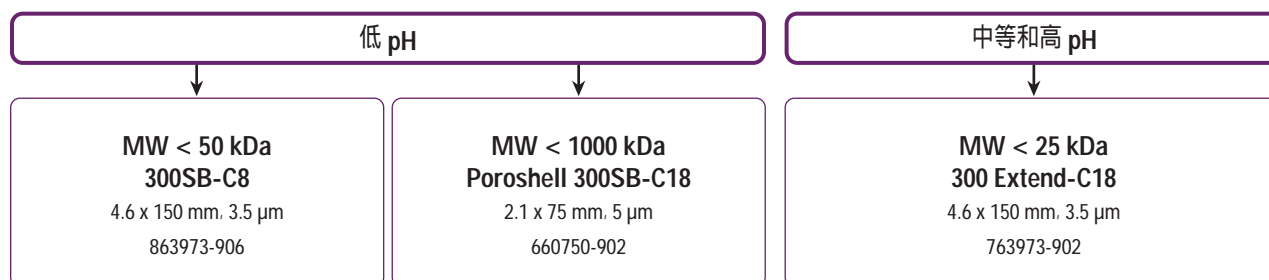 低 pH
中等和高 pH
MW < 50 kDa
300SB-C8
4.6 x 150 mm, 3.5 µm
863973-906
MW < 1000 kDa
Poroshell 300SB-C18
2.1 x 75 mm, 5 µm
660750-902
MW < 25 kDa
300 Extend-C18
4.6 x 150 mm, 3.5 µm
763973-902